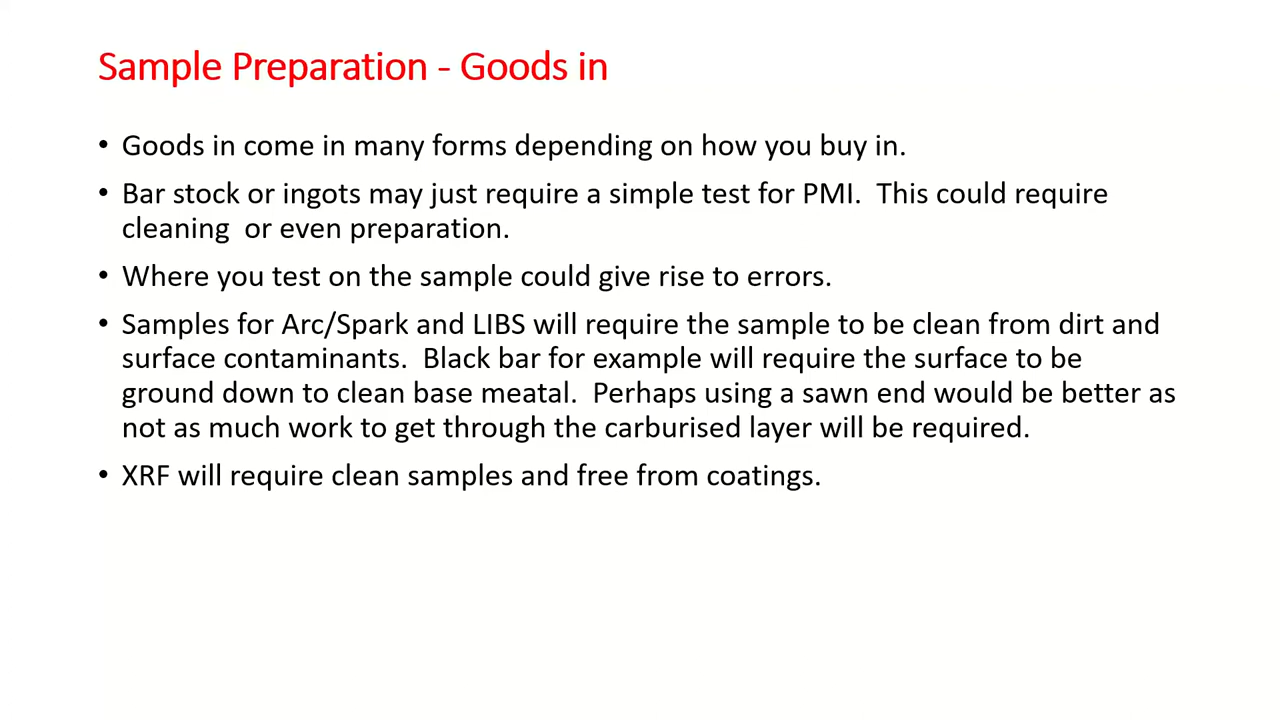 Sample Preparation - Goods in
• Goods in come in many forms depending on how you buy in.
• Bar stock or ingots may just require a simple test for PMI.  This could require
cleaning  or even preparation.
• Where you test on the sample could give rise to errors.
• Samples for Arc/Spark and LIBS will require the sample to be clean from dirt and
surface contaminants.  Black bar for example will require the surface to be
ground down to clean base meatal.  Perhaps using a sawn end would be better as
not as much work to get through the carburised layer will be required.
• XRF will require clean samples and free from coatings.